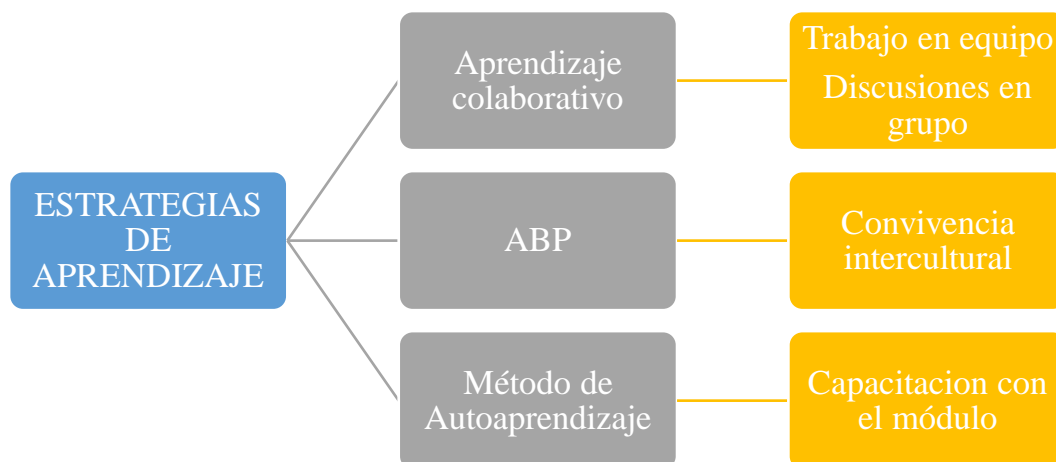 ESTRATEGIAS
DE
APRENDIZAJE
Aprendizaje
colaborativo
Trabajo en equipo
Discusiones en
grupo
ABP
Convivencia
intercultural
Método de
Autoaprendizaje
Capacitacion con
el módulo